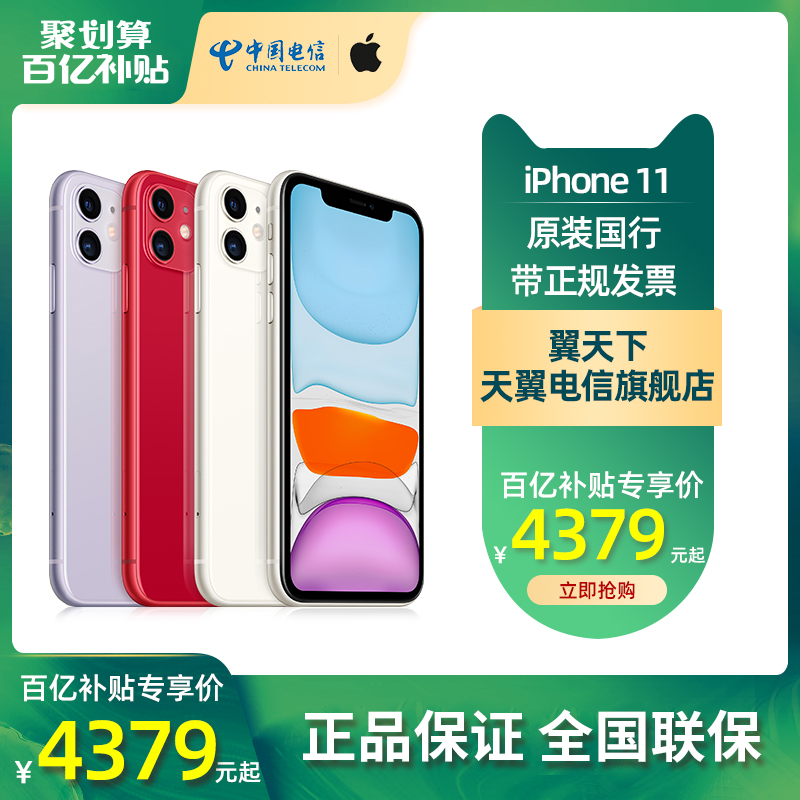 聚划算
百亿补贴
中国电信
CHINA TELECOM
iPhone 11
原装国行
带正规发票
翼天下
天翼电信旗舰店
百亿补贴专享价
¥4379元起
立即抢购
百亿补贴专享价
¥4379元起
正品保证 全国联保